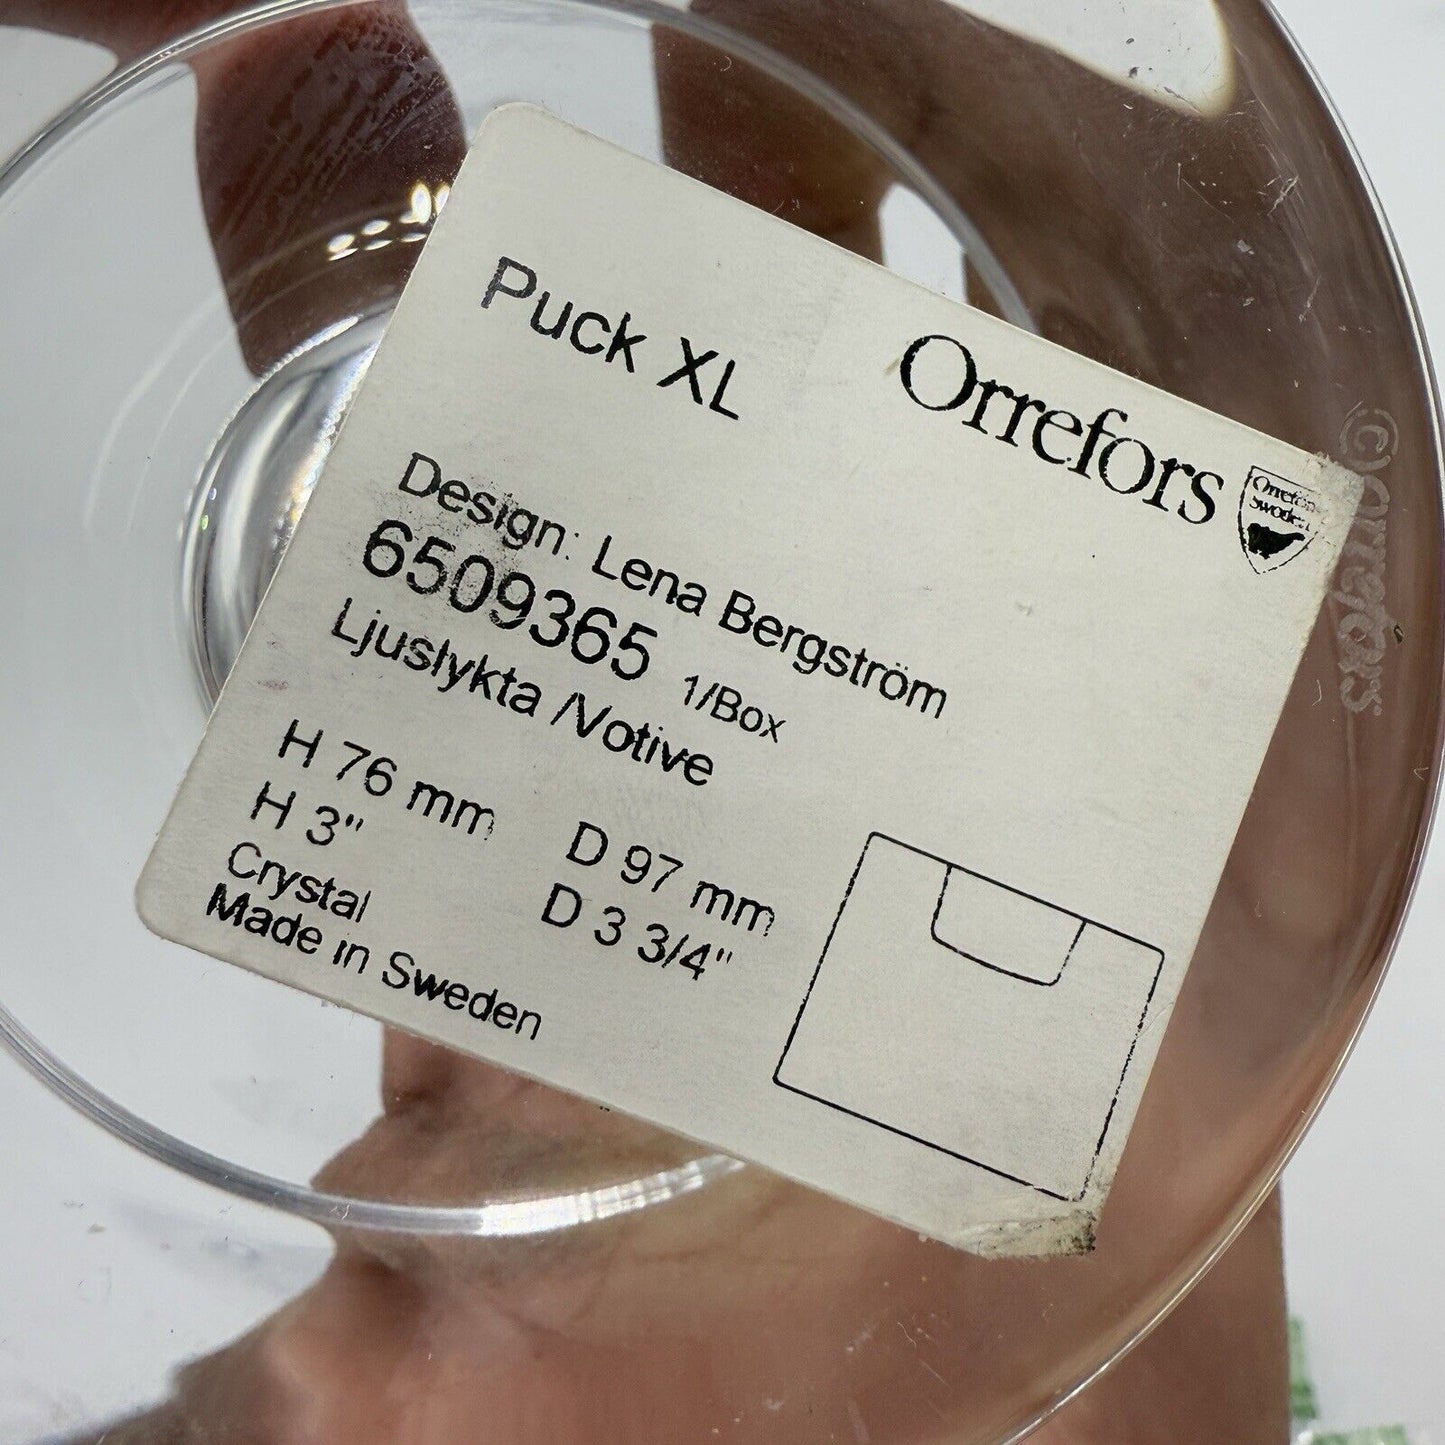 Puck XL
Orrefors
Orrefors
Sweden
Design: Lena Bergström
6509365 1/Box
Ljuslykta /Votive
H 76 mm D 97 mm
H 3" D 3 3/4"
Crystal
Made in Sweden
(c) Orrefors